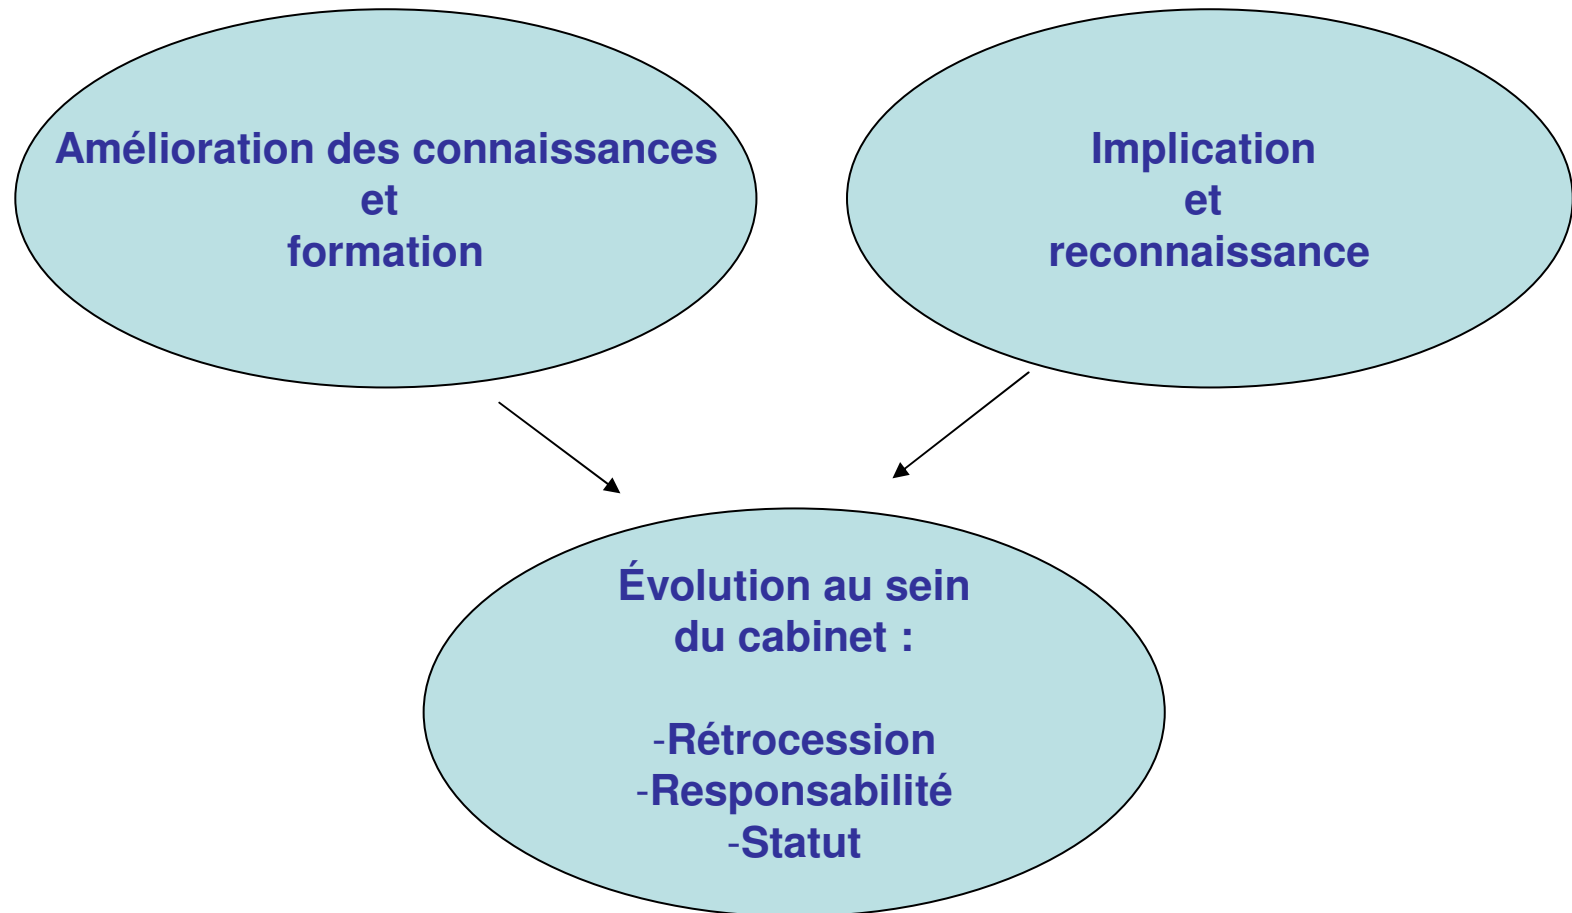 Amélioration des connaissances
et
formation
Implication
et
reconnaissance
Évolution au sein
du cabinet :
-Rétrocession
-Responsabilité
-Statut